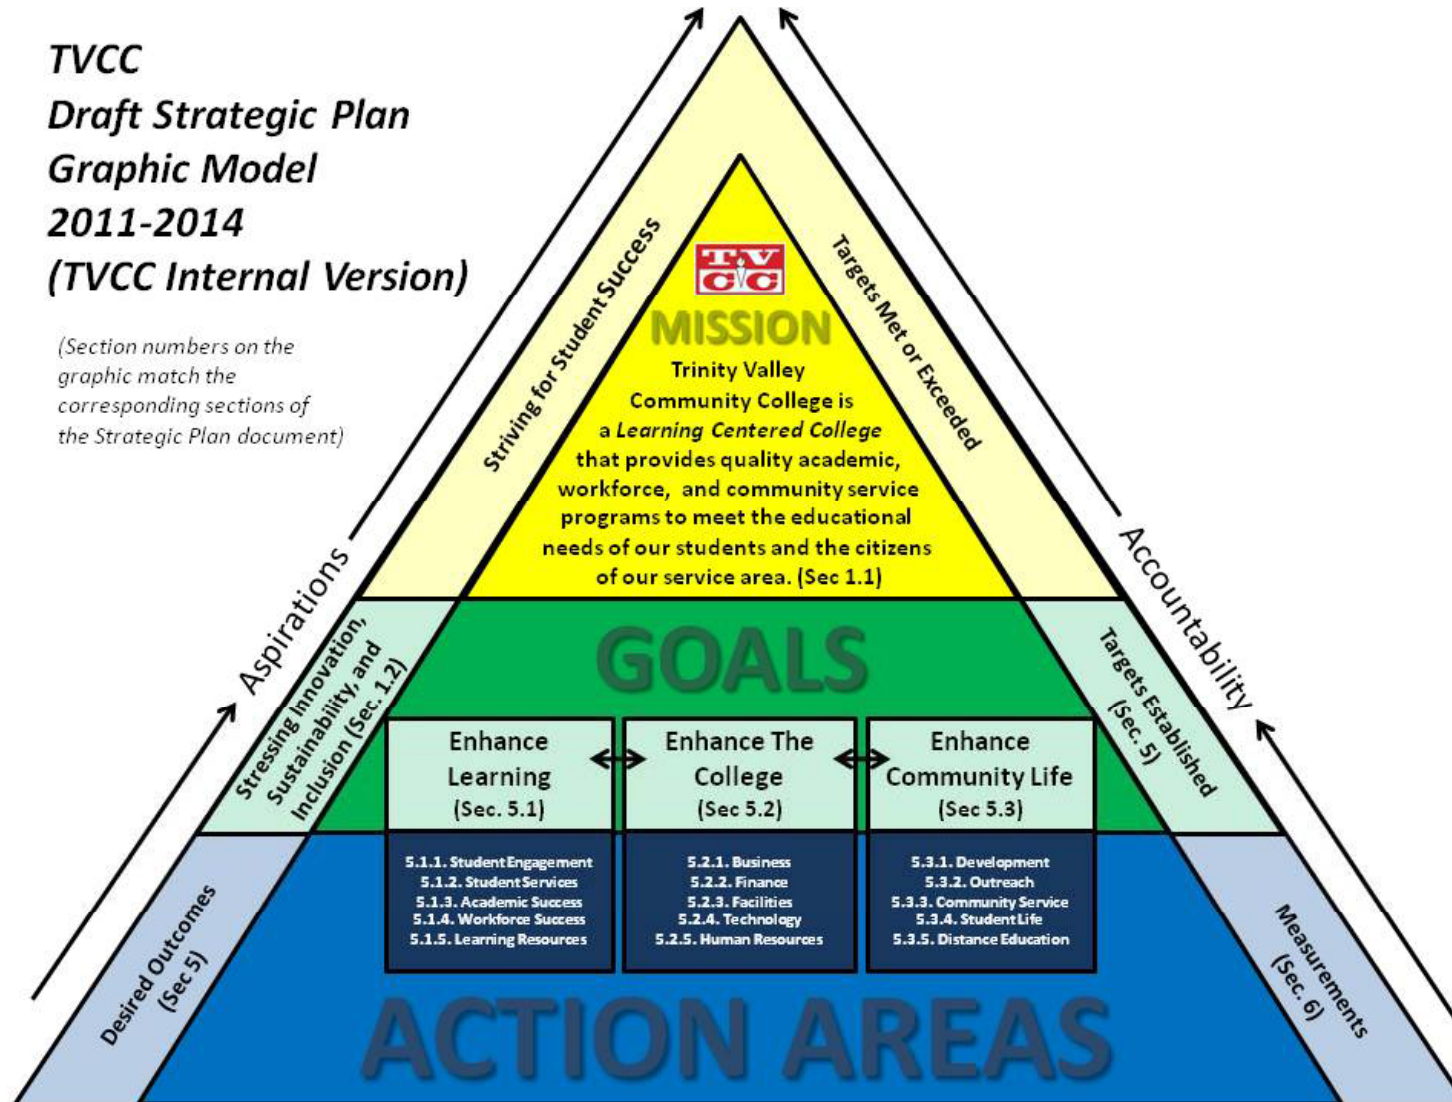 TVCC
Draft Strategic Plan
Graphic Model
2011-2014
(TVCC Internal Version)
(Section numbers on the
graphic match the
corresponding sections of
the Strategic Plan document)
Aspirations
Accountability
Striving for Student Success
Targets Met or Exceeded
TV
CC
MISSION
Trinity Valley
Community College is
a Learning Centered College
that provides quality academic,
workforce, and community service
programs to meet the educational
needs of our students and the citizens
of our service area. (Sec 1.1)
Stressing Innovation,
Sustainability, and
Inclusion (Sec. 1.2)
GOALS
Targets Established
(Sec. 5)
Enhance
Learning
(Sec. 5.1)
Enhance The
College
(Sec 5.2)
Enhance
Community Life
(Sec 5.3)
Desired Outcomes
(Sec 5)
5.1.1. Student Engagement
5.1.2. Student Services
5.1.3. Academic Success
5.1.4. Workforce Success
5.1.5. Learning Resources
5.2.1. Business
5.2.2. Finance
5.2.3. Facilities
5.2.4. Technology
5.2.5. Human Resources
5.3.1. Development
5.3.2. Outreach
5.3.3. Community Service
5.3.4. Student Life
5.3.5. Distance Education
Measurements
(Sec. 6)
ACTION AREAS